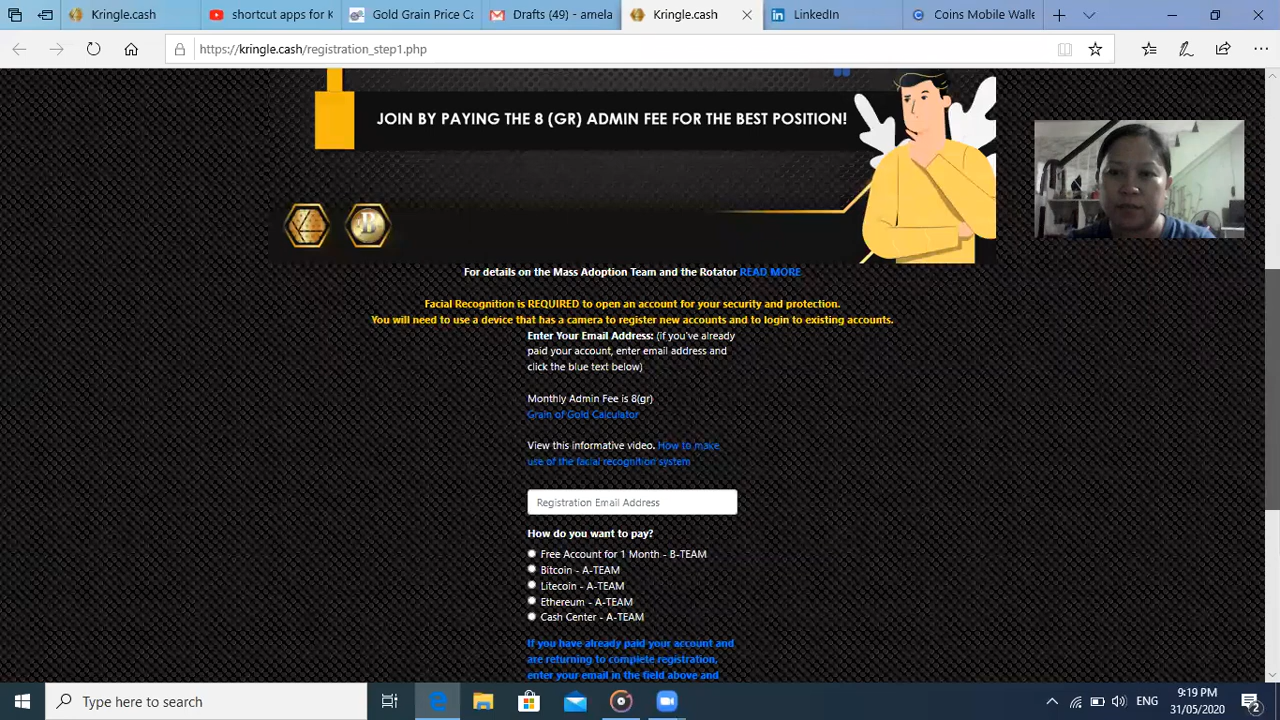 Kringle.cash
shortcut apps for K
Gold Grain Price Ca
Drafts (49) - amela
Kringle.cash
LinkedIn
Coins Mobile Walle
https://kringle.cash/registration_step1.php
JOIN BY PAYING THE 8 (GR) ADMIN FEE FOR THE BEST POSITION!
For details on the Mass Adoption Team and the Rotator READ MORE
Facial Recognition is REQUIRED to open an account for your security and protection.
You will need to use a device that has a camera to register new accounts and to login to existing accounts.
Enter Your Email Address: (if you've already
paid your account, enter email address and
click the blue text below)
Monthly Admin Fee is 8(gr)
Grain of Gold Calculator
View this informative video. How to make
use of the facial recognition system
Registration Email Address
How do you want to pay?
Free Account for 1 Month - B-TEAM
Bitcoin - A-TEAM
Litecoin - A-TEAM
Ethereum - A-TEAM
Cash Center - A-TEAM
If you have already paid your account and
are returning to complete registration,
enter your email in the field above and
Type here to search
ENG
9:19 PM
31/05/2020
2